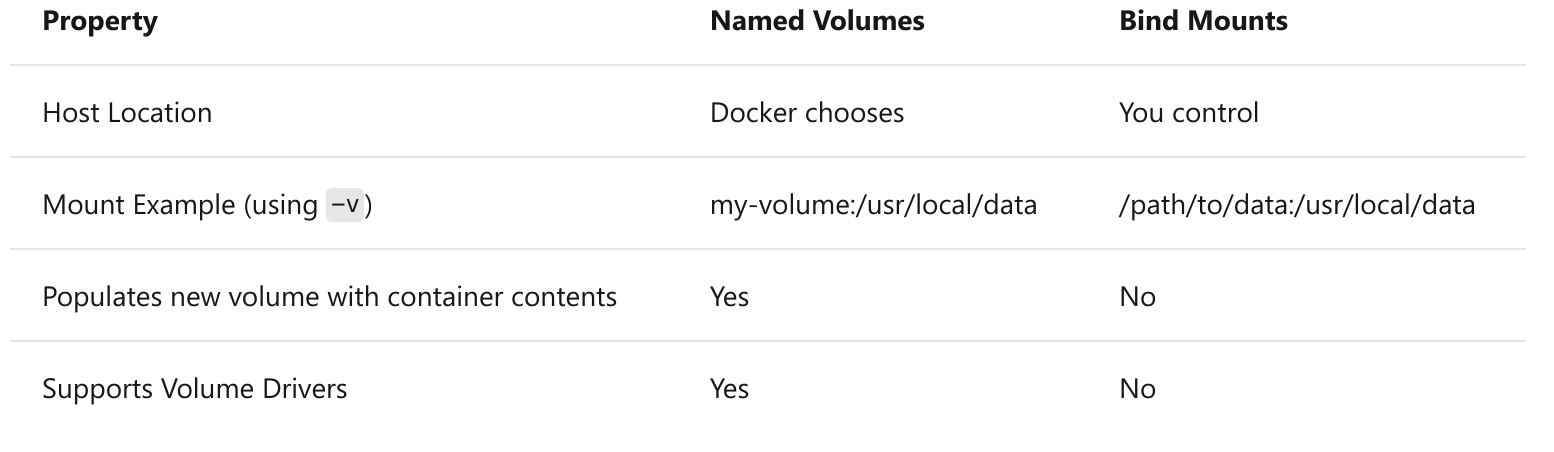 Property Named Volumes Bind Mounts
Host Location Docker chooses You control
Mount Example (using -v) my-volume:/usr/local/data /path/to/data:/usr/local/data
Populates new volume with container contents Yes No
Supports Volume Drivers Yes No